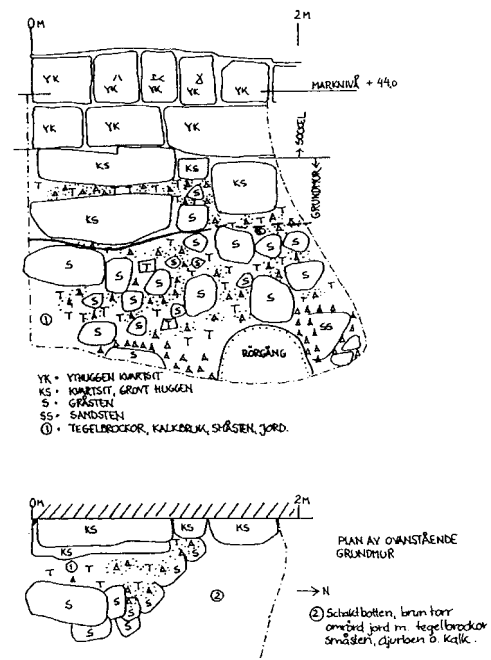 0M 2M
YK YK YK YK YK
MARKNIVÅ + 44,0
YK YK YK
SOCKEL
KS KS KS
GRUNDMUR
KS S
S S S S
S S S S S
S S S S S
SS
S S
①
RÖRGÅNG
YK = YTHUGGEN KVARTSIT
KS = KVARTSIT, GROVT HUGGEN
S = GRÅSTEN
SS = SANDSTEN
① = TEGELBROCKOR, KALKBRUK, SMÅSTEN, JORD.
0M 2M
KS KS KS
KS
①
S S S
S S
②
PLAN AV OVANSTÅENDE
GRUNDMUR
N
② Schaktbotten, brun torr
omrörd jord m. tegelbrockor
småsten, djurben o. kalk.